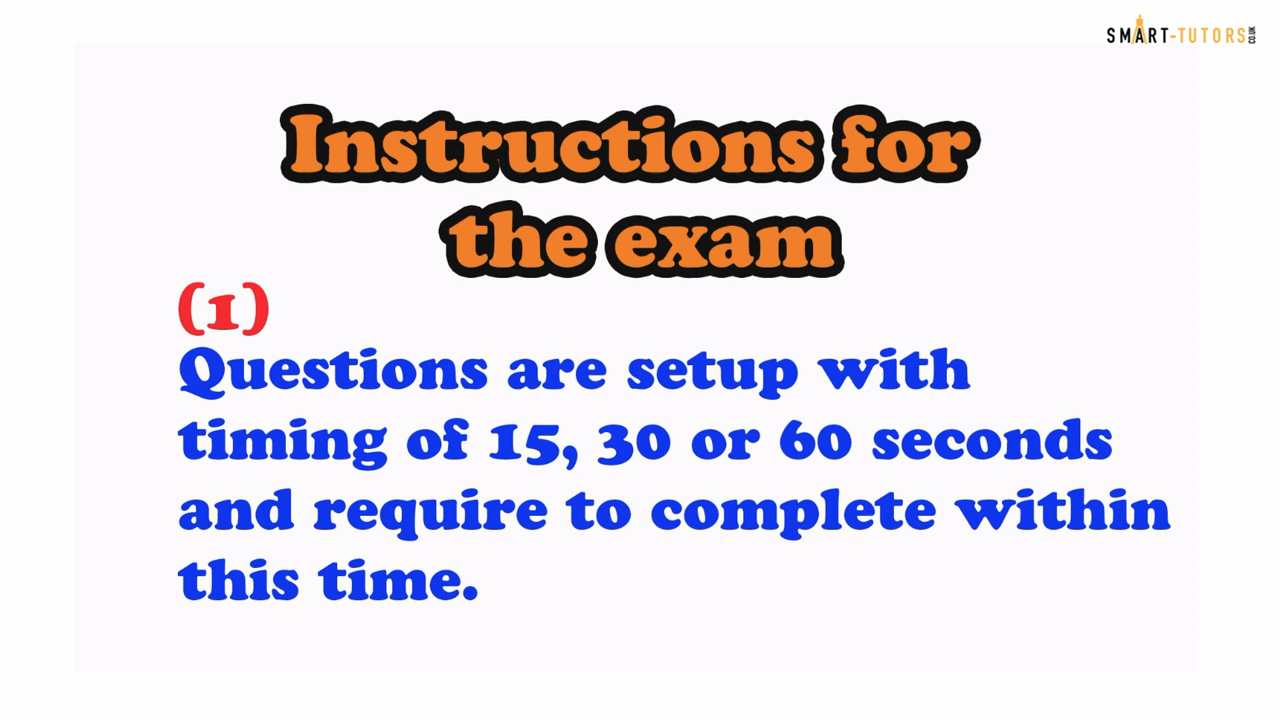 SMART-TUTORS.CO.UK
Instructions for
the exam
(1)
Questions are setup with
timing of 15, 30 or 60 seconds
and require to complete within
this time.